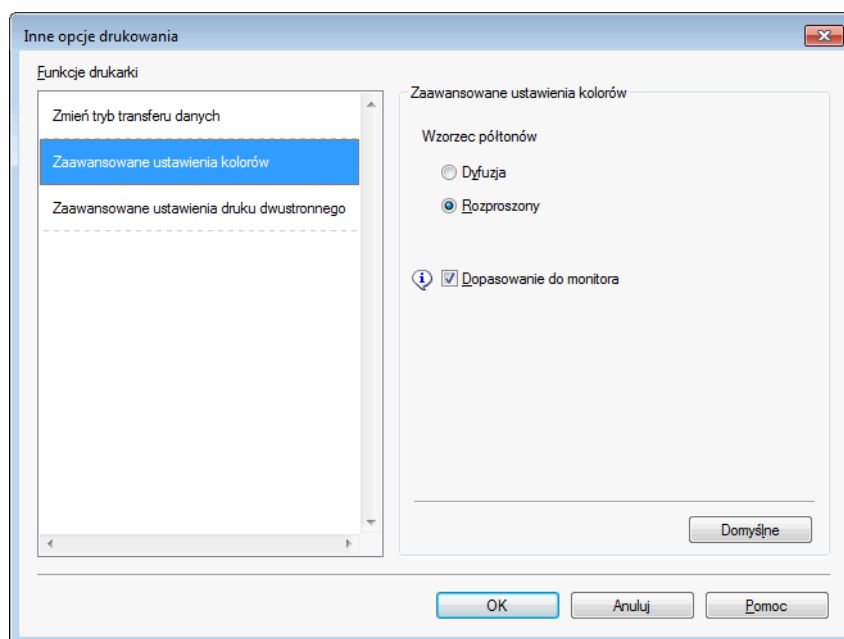 Inne opcje drukowania
Funkcje drukarki
Zmień tryb transferu danych
Zaawansowane ustawienia kolorów
Zaawansowane ustawienia druku dwustronnego
Zaawansowane ustawienia kolorów
Wzorzec półtonów
Dyfuzja
Rozproszony
Dopasowanie do monitora
Domyślne
OK
Anuluj
Pomoc